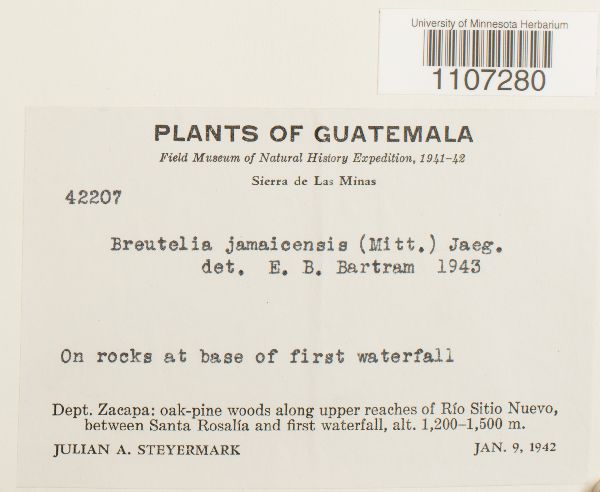 University of Minnesota Herbarium
1107280
PLANTS OF GUATEMALA
Field Museum of Natural History Expedition, 1941-42
Sierra de Las Minas
42207
Breutelia jamaicensis (Mitt.) Jaeg.
det. E. B. Bartram 1943
On rocks at base of first waterfall
Dept. Zacapa: oak-pine woods along upper reaches of Río Sitio Nuevo,
between Santa Rosalía and first waterfall, alt. 1,200–1,500 m.
JULIAN A. STEYERMARK JAN. 9, 1942